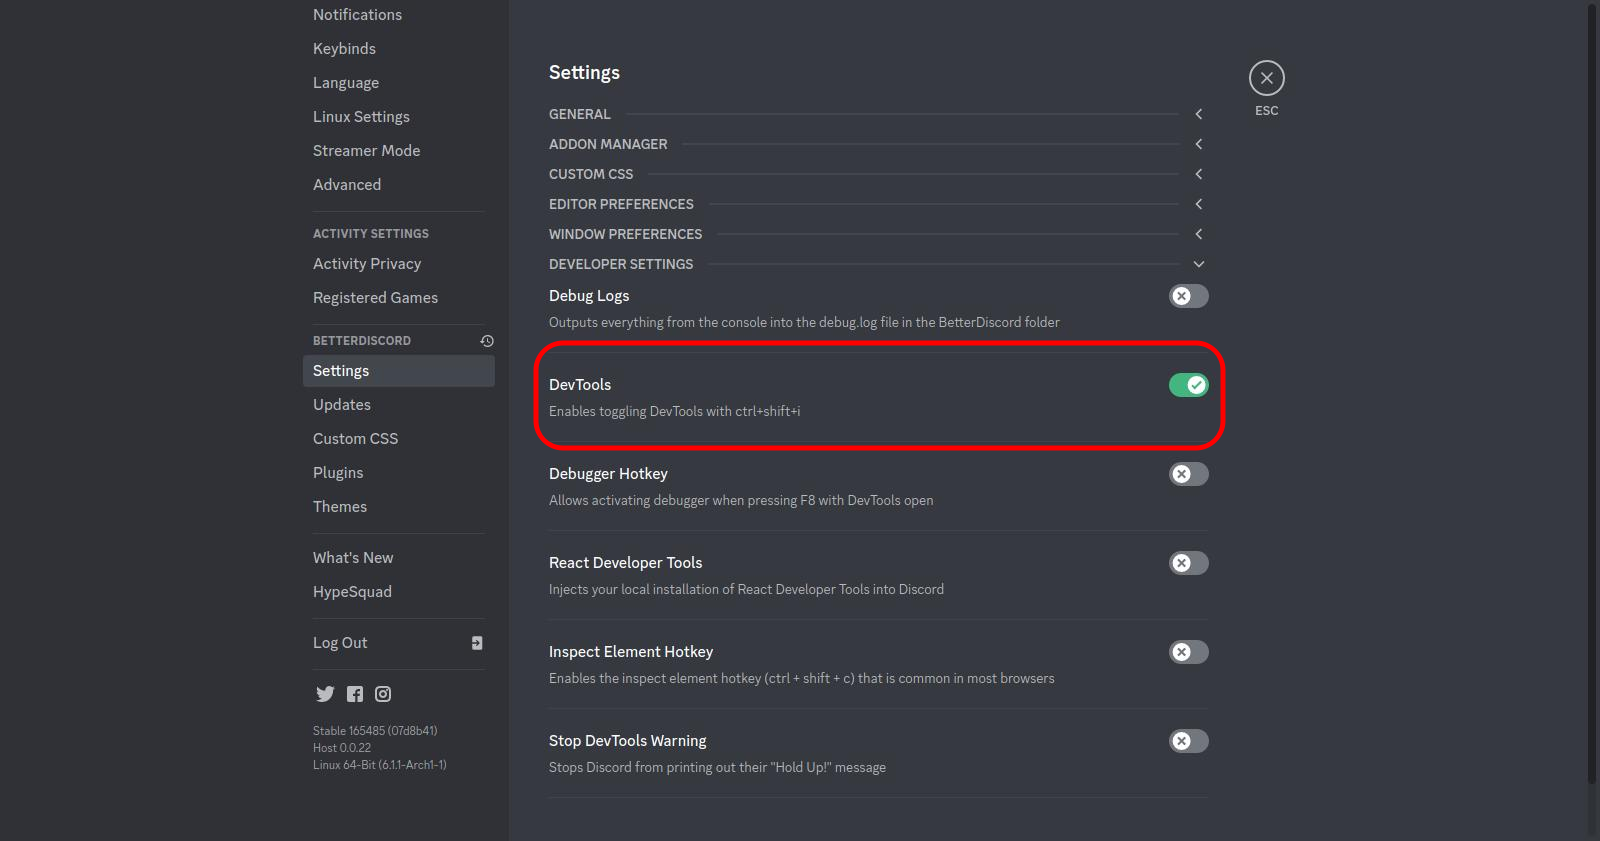 Notifications
Keybinds
Language
Linux Settings
Streamer Mode
Advanced
ACTIVITY SETTINGS
Activity Privacy
Registered Games
BETTERDISCORD
Settings
Updates
Custom CSS
Plugins
Themes
What's New
HypeSquad
Log Out
Stable 165485 (07d8b41)
Host 0.0.22
Linux 64-Bit (6.1.1-Arch1-1)
Settings
GENERAL
ADDON MANAGER
CUSTOM CSS
EDITOR PREFERENCES
WINDOW PREFERENCES
DEVELOPER SETTINGS
Debug Logs
Outputs everything from the console into the debug.log file in the BetterDiscord folder
DevTools
Enables toggling DevTools with ctrl+shift+i
Debugger Hotkey
Allows activating debugger when pressing F8 with DevTools open
React Developer Tools
Injects your local installation of React Developer Tools into Discord
Inspect Element Hotkey
Enables the inspect element hotkey (ctrl + shift + c) that is common in most browsers
Stop DevTools Warning
Stops Discord from printing out their "Hold Up!" message
ESC